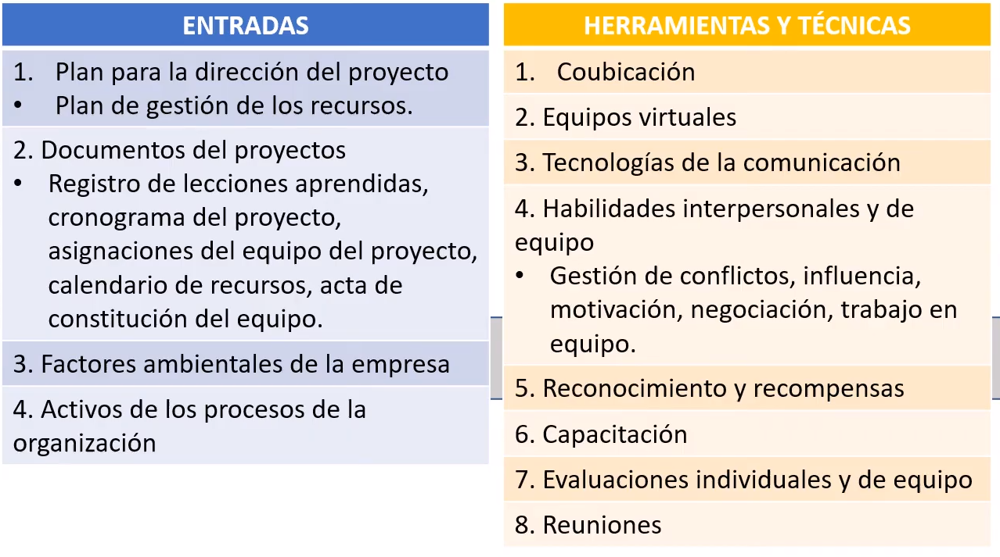 ENTRADAS
1. Plan para la dirección del proyecto
• Plan de gestión de los recursos.
2. Documentos del proyectos
• Registro de lecciones aprendidas,
cronograma del proyecto,
asignaciones del equipo del proyecto,
calendario de recursos, acta de
constitución del equipo.
3. Factores ambientales de la empresa
4. Activos de los procesos de la
organización
HERRAMIENTAS Y TÉCNICAS
1. Coubicación
2. Equipos virtuales
3. Tecnologías de la comunicación
4. Habilidades interpersonales y de
equipo
• Gestión de conflictos, influencia,
motivación, negociación, trabajo en
equipo.
5. Reconocimiento y recompensas
6. Capacitación
7. Evaluaciones individuales y de equipo
8. Reuniones